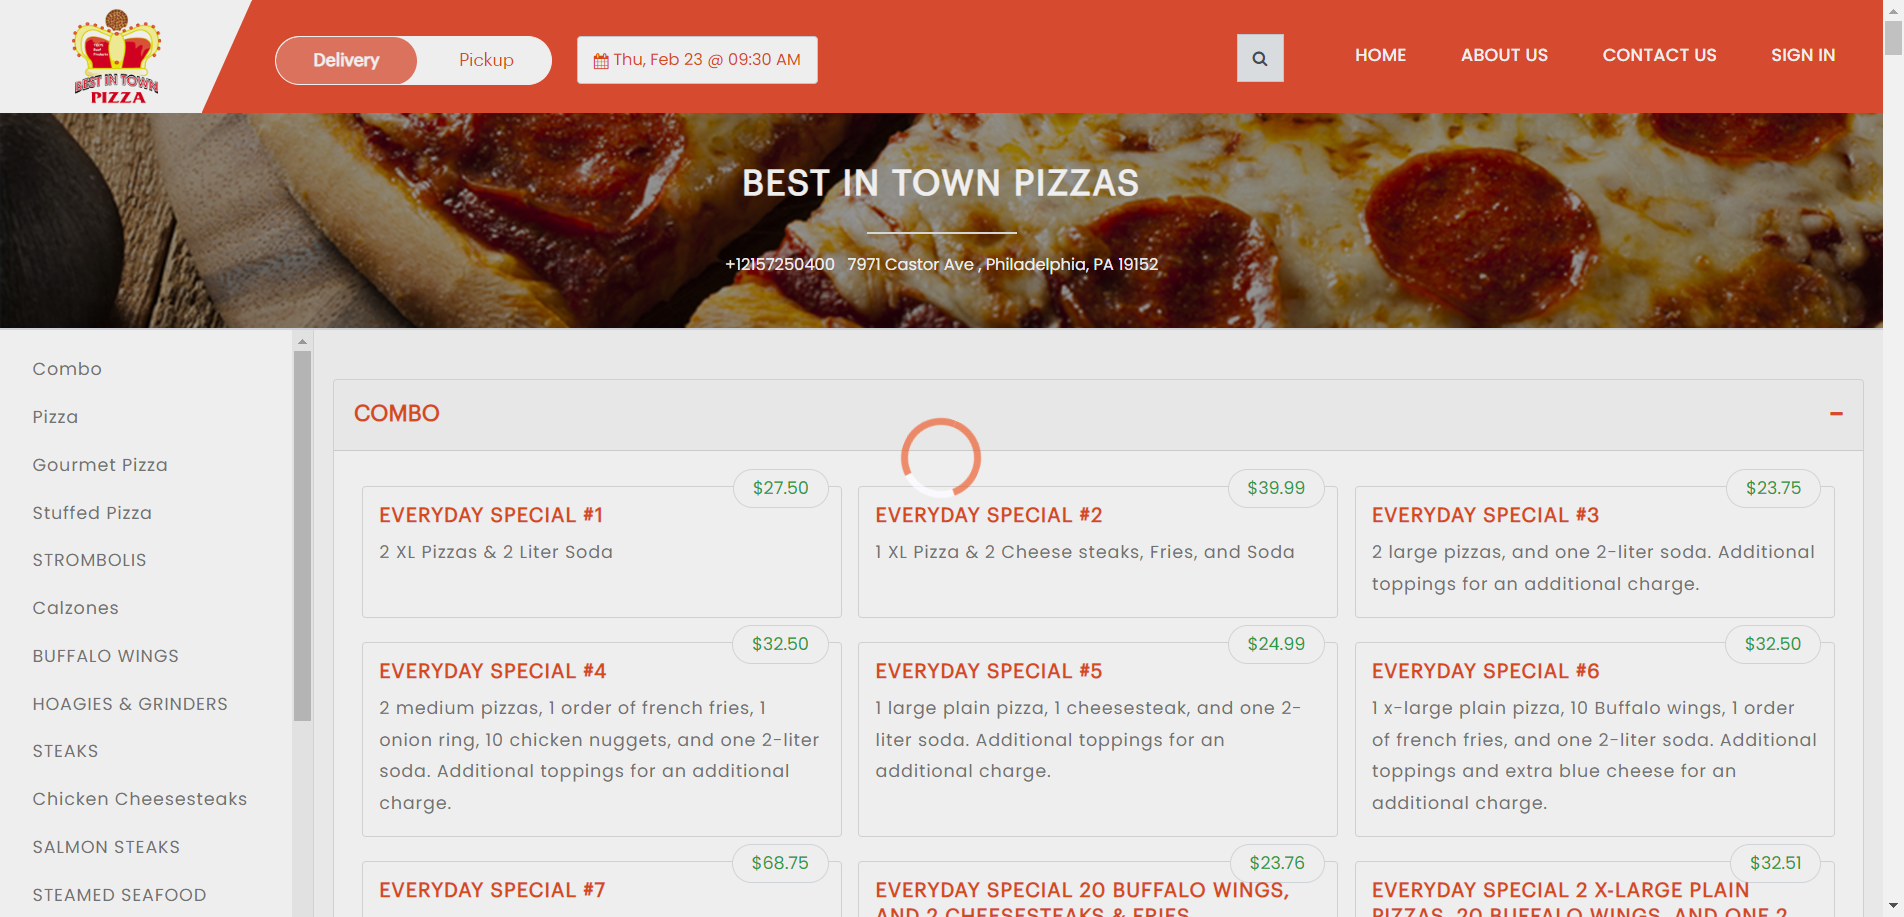 BEST IN TOWN
PIZZA
Delivery
Pickup
Thu, Feb 23 @ 09:30 AM
HOME
ABOUT US
CONTACT US
SIGN IN
BEST IN TOWN PIZZAS
+12157250400 7971 Castor Ave , Philadelphia, PA 19152
Combo
Pizza
Gourmet Pizza
Stuffed Pizza
STROMBOLIS
Calzones
BUFFALO WINGS
HOAGIES & GRINDERS
STEAKS
Chicken Cheesesteaks
SALMON STEAKS
STEAMED SEAFOOD
COMBO
$27.50
EVERYDAY SPECIAL #1
2 XL Pizzas & 2 Liter Soda
$39.99
EVERYDAY SPECIAL #2
1 XL Pizza & 2 Cheese steaks, Fries, and Soda
$23.75
EVERYDAY SPECIAL #3
2 large pizzas, and one 2-liter soda. Additional
toppings for an additional charge.
$32.50
EVERYDAY SPECIAL #4
2 medium pizzas, 1 order of french fries, 1
onion ring, 10 chicken nuggets, and one 2-liter
soda. Additional toppings for an additional
charge.
$24.99
EVERYDAY SPECIAL #5
1 large plain pizza, 1 cheesesteak, and one 2-
liter soda. Additional toppings for an
additional charge.
$32.50
EVERYDAY SPECIAL #6
1 x-large plain pizza, 10 Buffalo wings, 1 order
of french fries, and one 2-liter soda. Additional
toppings and extra blue cheese for an
additional charge.
$68.75
EVERYDAY SPECIAL #7
$23.76
EVERYDAY SPECIAL 20 BUFFALO WINGS,
AND 2 CHEESESTEAKS & FRIES
$32.51
EVERYDAY SPECIAL 2 X-LARGE PLAIN
PIZZAS, 20 BUFFALO WINGS, AND ONE 2